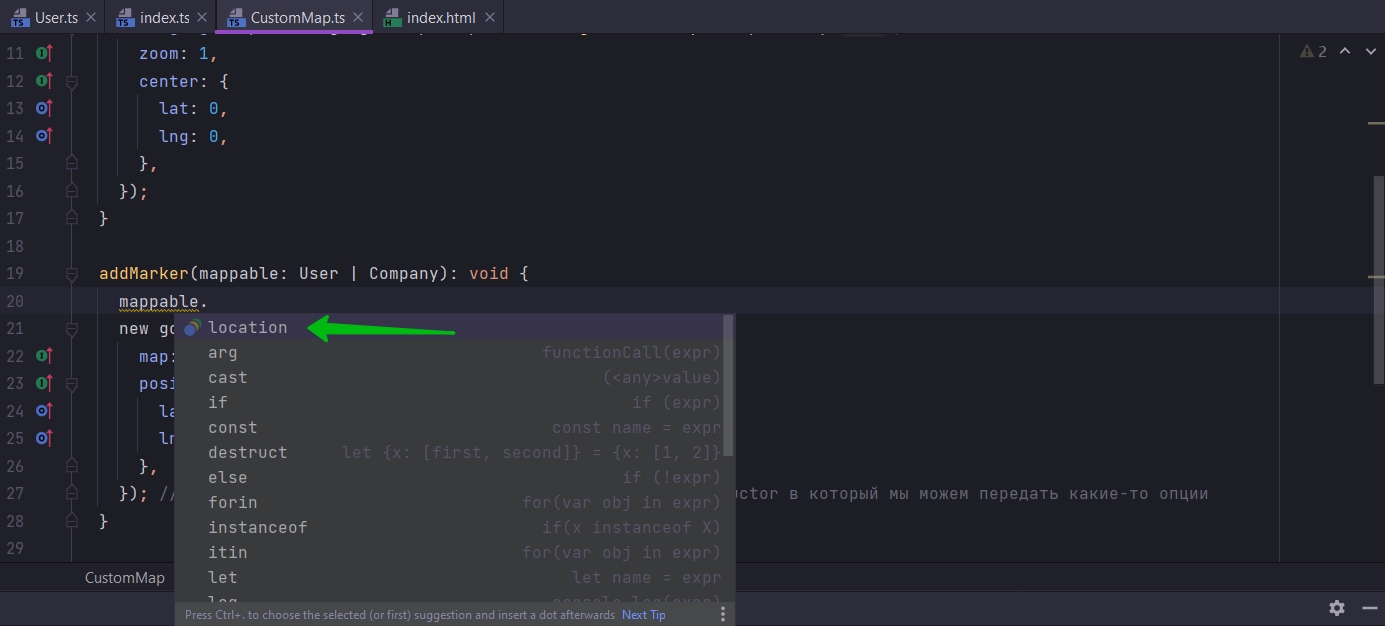 User.ts
index.ts
CustomMap.ts
index.html
2
11 zoom: 1,
12 center: {
13 lat: 0,
14 lng: 0,
15 },
16 });
17 }
18
19 addMarker(mappable: User | Company): void {
20 mappable.
21 new go
22 map:
23 posi
24 la
25 ln
26 },
27 }); // uctor в который мы можем передать какие-то опции
28 }
29
location
arg functionCall(expr)
cast (<any>value)
if if (expr)
const const name = expr
destruct let {x: [first, second]} = {x: [1, 2]}
else if (!expr)
forin for(var obj in expr)
instanceof if(x instanceof X)
itin for(var obj in expr)
let let name = expr
log console.log(expr)
Press Ctrl+. to choose the selected (or first) suggestion and insert a dot afterwards Next Tip
CustomMap